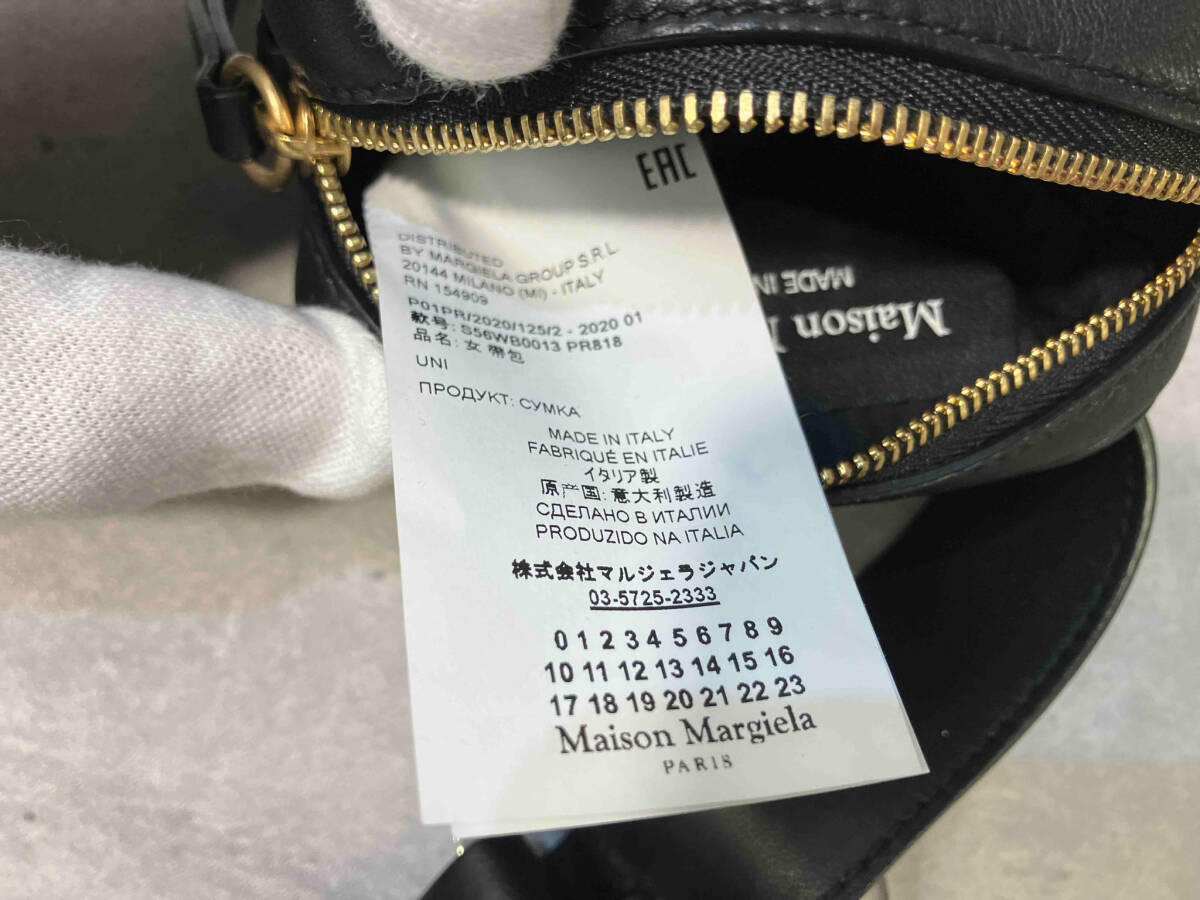 EAC
DISTRIBUTED
BY MARGIELA GROUP S.R.L
20144 MILANO (MI) - ITALY
RN 154909
P01PR/2020/125/2 - 2020 01
款号: S56WB0013 PR818
品名: 女 帶包
UNI
ПРОДУКТ: СУМКА
MADE IN ITALY
FABRIQUÉ EN ITALIE
イタリア製
原产国: 意大利製造
СДЕЛАНО В ИТАЛИИ
PRODUZIDO NA ITALIA
株式会社マルジェラジャパン
03-5725-2333
0 1 2 3 4 5 6 7 8 9
10 11 12 13 14 15 16
17 18 19 20 21 22 23
Maison Margiela
PARIS
Maison
MADE IN